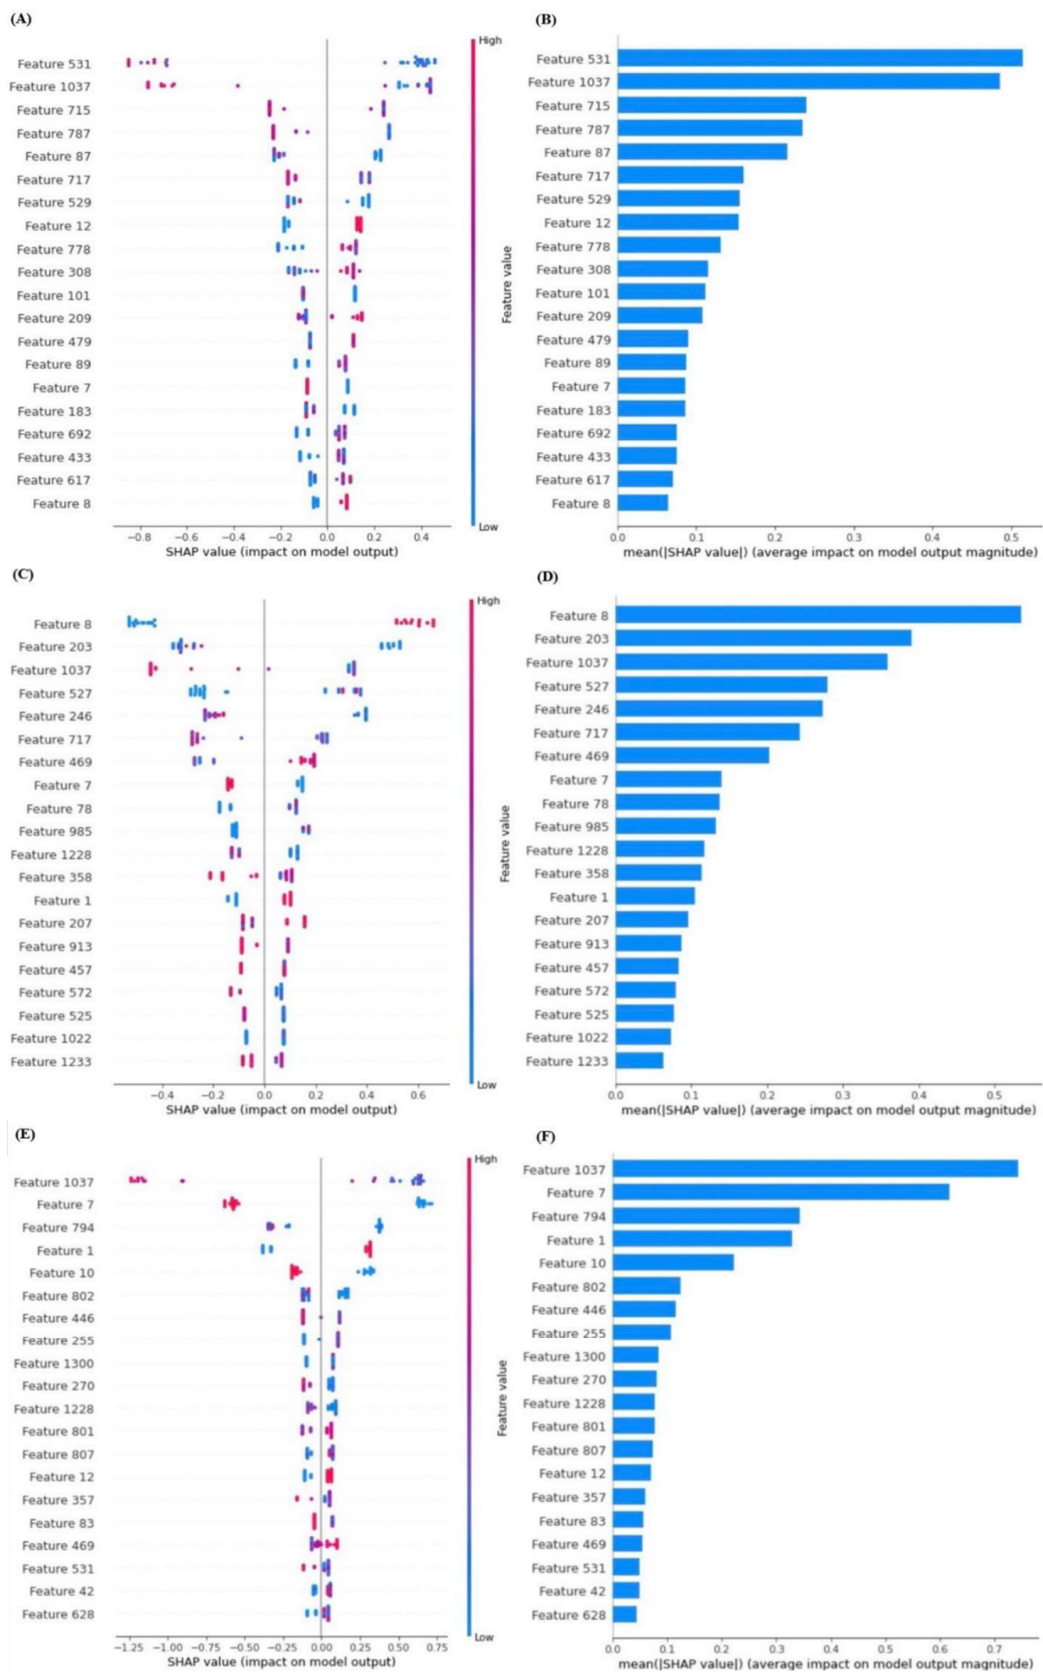 (A)
High
Feature 531
Feature 1037
Feature 715
Feature 787
Feature 87
Feature 717
Feature 529
Feature 12
Feature 778
Feature 308
Feature 101
Feature 209
Feature 479
Feature 89
Feature 7
Feature 183
Feature 692
Feature 433
Feature 617
Feature 8
Low
Feature value
−0.8 −0.6 −0.4 −0.2 0.0 0.2 0.4
SHAP value (impact on model output)
(B)
Feature 531
Feature 1037
Feature 715
Feature 787
Feature 87
Feature 717
Feature 529
Feature 12
Feature 778
Feature 308
Feature 101
Feature 209
Feature 479
Feature 89
Feature 7
Feature 183
Feature 692
Feature 433
Feature 617
Feature 8
0.0 0.1 0.2 0.3 0.4 0.5
mean(|SHAP value|) (average impact on model output magnitude)
(C)
High
Feature 8
Feature 203
Feature 1037
Feature 527
Feature 246
Feature 717
Feature 469
Feature 7
Feature 78
Feature 985
Feature 1228
Feature 358
Feature 1
Feature 207
Feature 913
Feature 457
Feature 572
Feature 525
Feature 1022
Feature 1233
Low
Feature value
−0.4 −0.2 0.0 0.2 0.4 0.6
SHAP value (impact on model output)
(D)
Feature 8
Feature 203
Feature 1037
Feature 527
Feature 246
Feature 717
Feature 469
Feature 7
Feature 78
Feature 985
Feature 1228
Feature 358
Feature 1
Feature 207
Feature 913
Feature 457
Feature 572
Feature 525
Feature 1022
Feature 1233
0.0 0.1 0.2 0.3 0.4 0.5
mean(|SHAP value|) (average impact on model output magnitude)
(E)
High
Feature 1037
Feature 7
Feature 794
Feature 1
Feature 10
Feature 802
Feature 446
Feature 255
Feature 1300
Feature 270
Feature 1228
Feature 801
Feature 807
Feature 12
Feature 357
Feature 83
Feature 469
Feature 531
Feature 42
Feature 628
Low
Feature value
−1.25 −1.00 −0.75 −0.50 −0.25 0.00 0.25 0.50 0.75
SHAP value (impact on model output)
(F)
Feature 1037
Feature 7
Feature 794
Feature 1
Feature 10
Feature 802
Feature 446
Feature 255
Feature 1300
Feature 270
Feature 1228
Feature 801
Feature 807
Feature 12
Feature 357
Feature 83
Feature 469
Feature 531
Feature 42
Feature 628
0.0 0.1 0.2 0.3 0.4 0.5 0.6 0.7
mean(|SHAP value|) (average impact on model output magnitude)